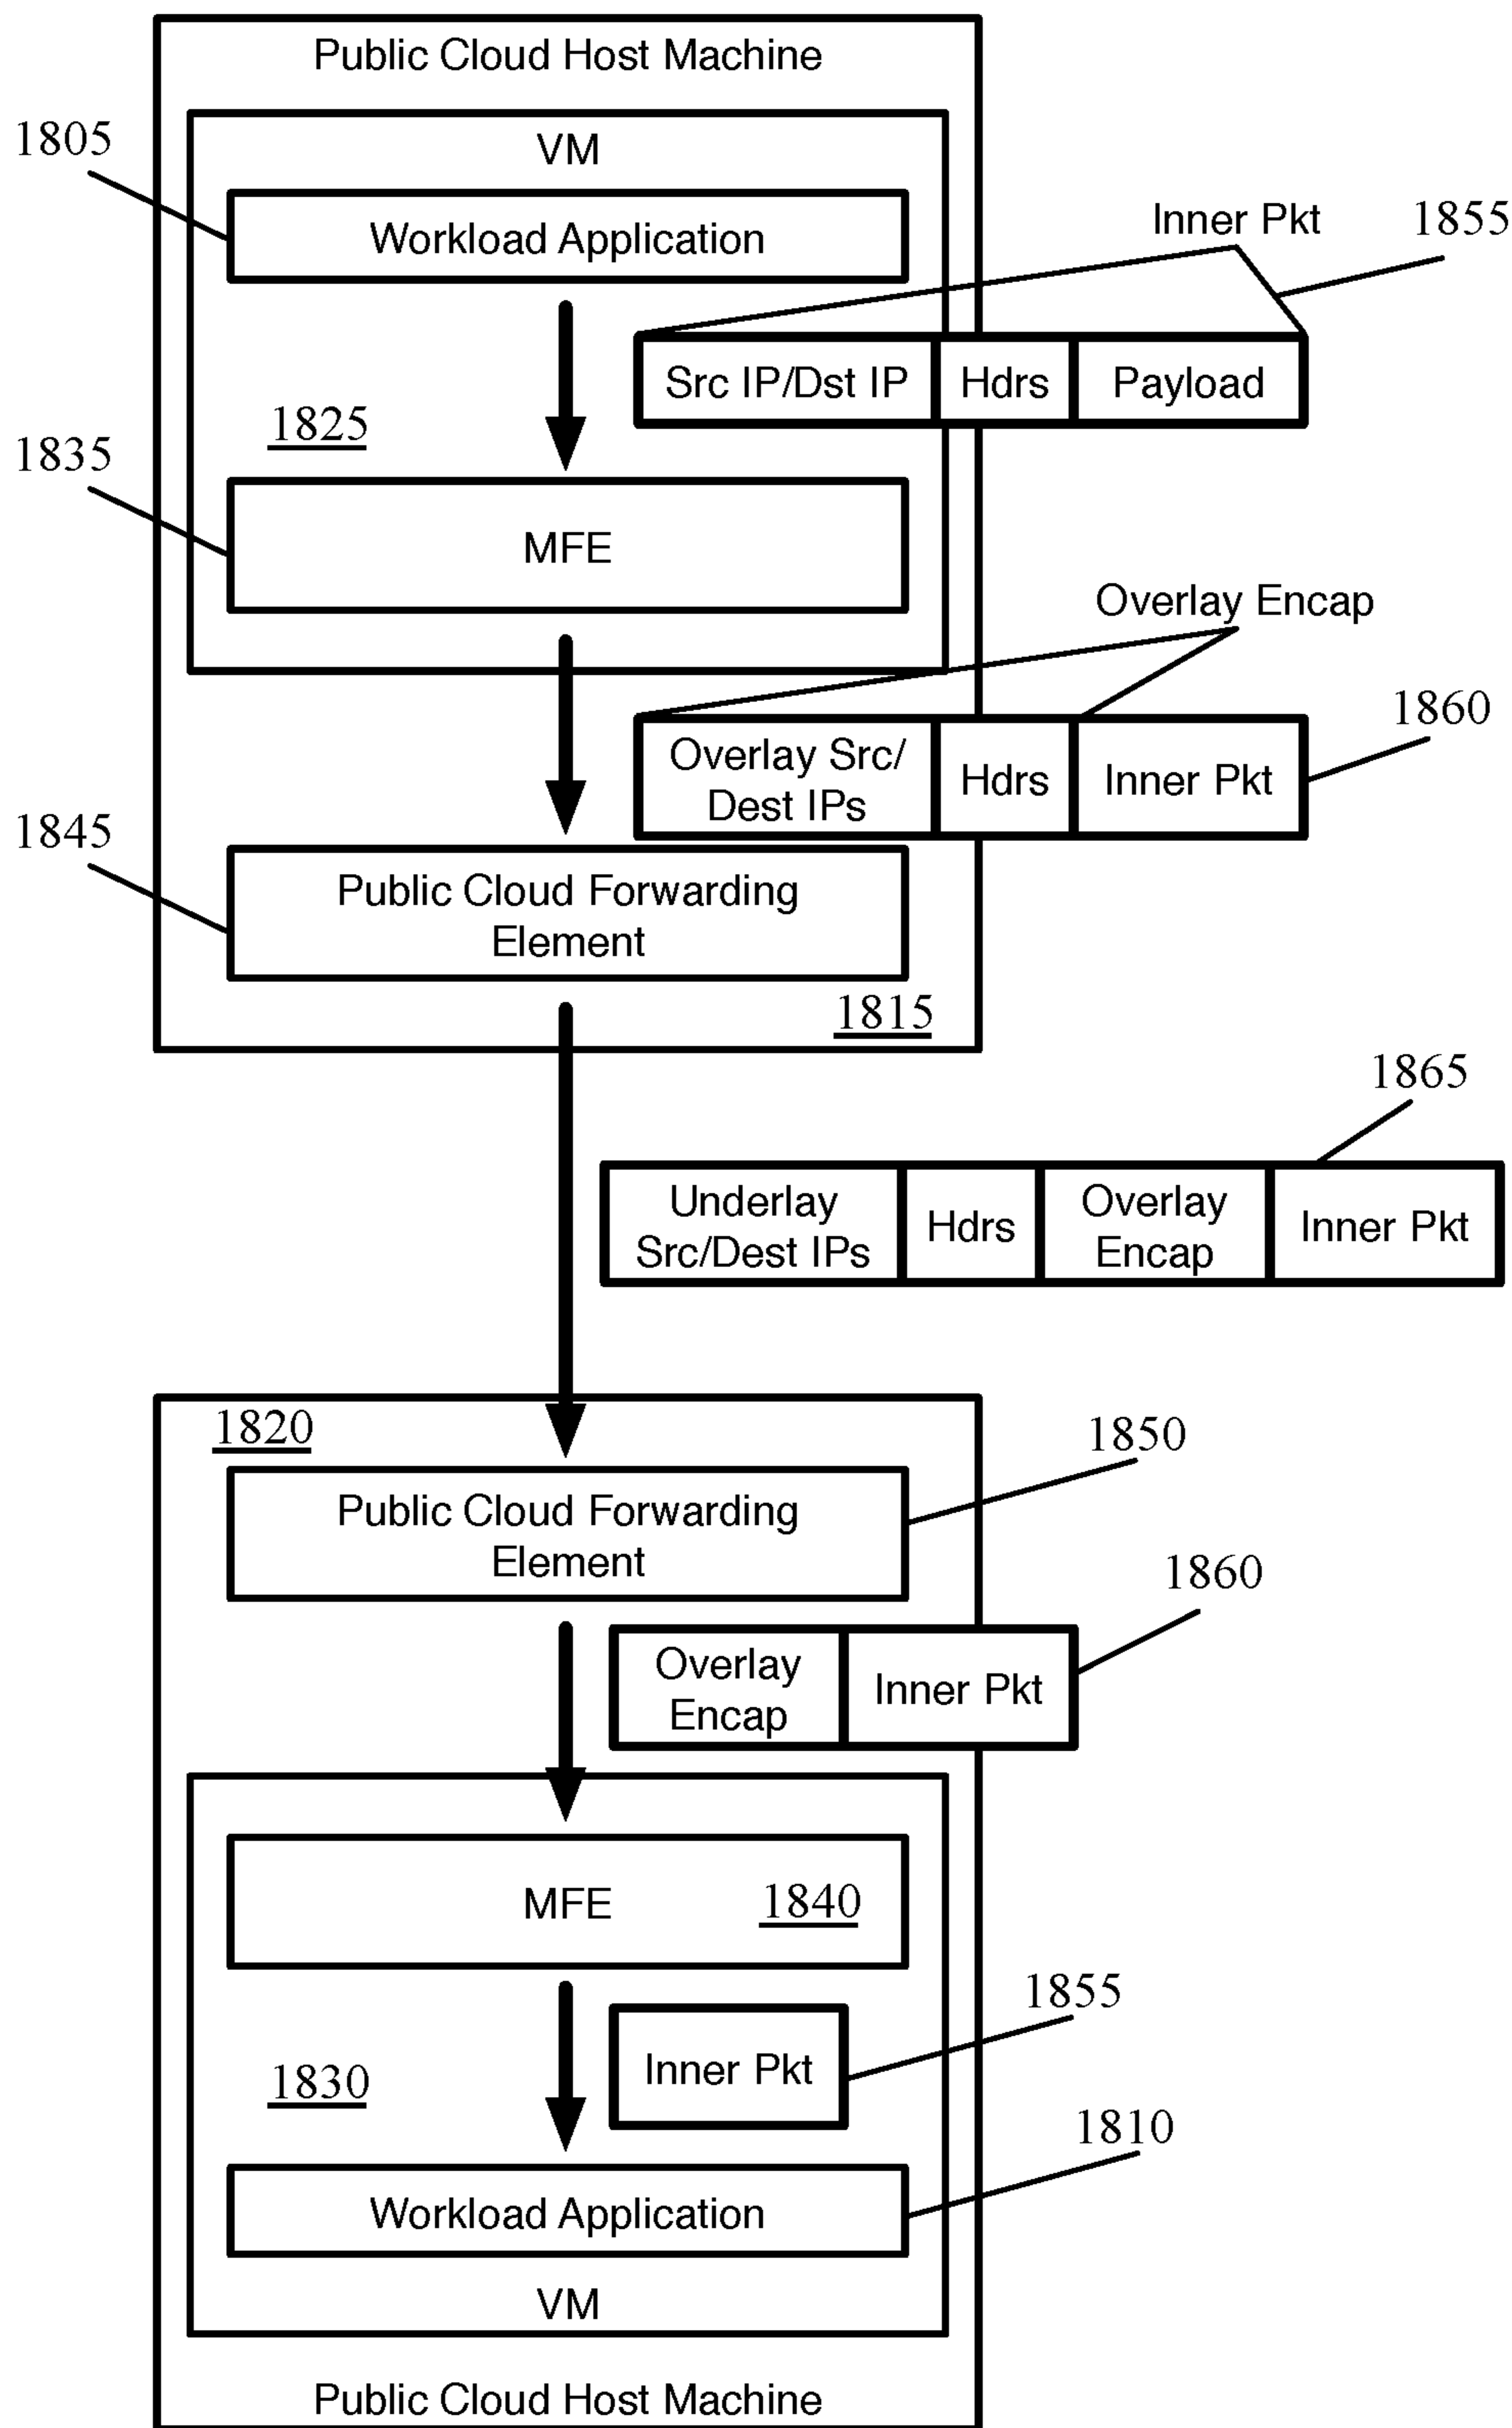 Public Cloud Host Machine
1805
VM
Workload Application
Inner Pkt
1855
Src IP/Dst IP
Hdrs
Payload
1825
1835
MFE
Overlay Encap
1860
Overlay Src/
Dest IPs
Hdrs
Inner Pkt
1845
Public Cloud Forwarding
Element
1815
1865
Underlay
Src/Dest IPs
Hdrs
Overlay
Encap
Inner Pkt
1820
1850
Public Cloud Forwarding
Element
1860
Overlay
Encap
Inner Pkt
MFE
1840
1855
Inner Pkt
1830
1810
Workload Application
VM
Public Cloud Host Machine